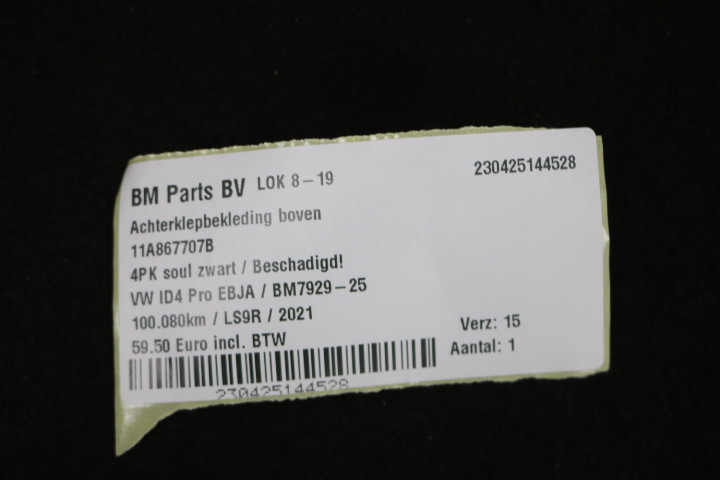 BM Parts BV LOK 8-19 230425144528
Achterklepbekleding boven
11A867707B
4PK soul zwart / Beschadigd!
VW ID4 Pro EBJA / BM7929-25
100.080km / LS9R / 2021
59.50 Euro incl. BTW
Verz: 15
Aantal: 1
230425144528